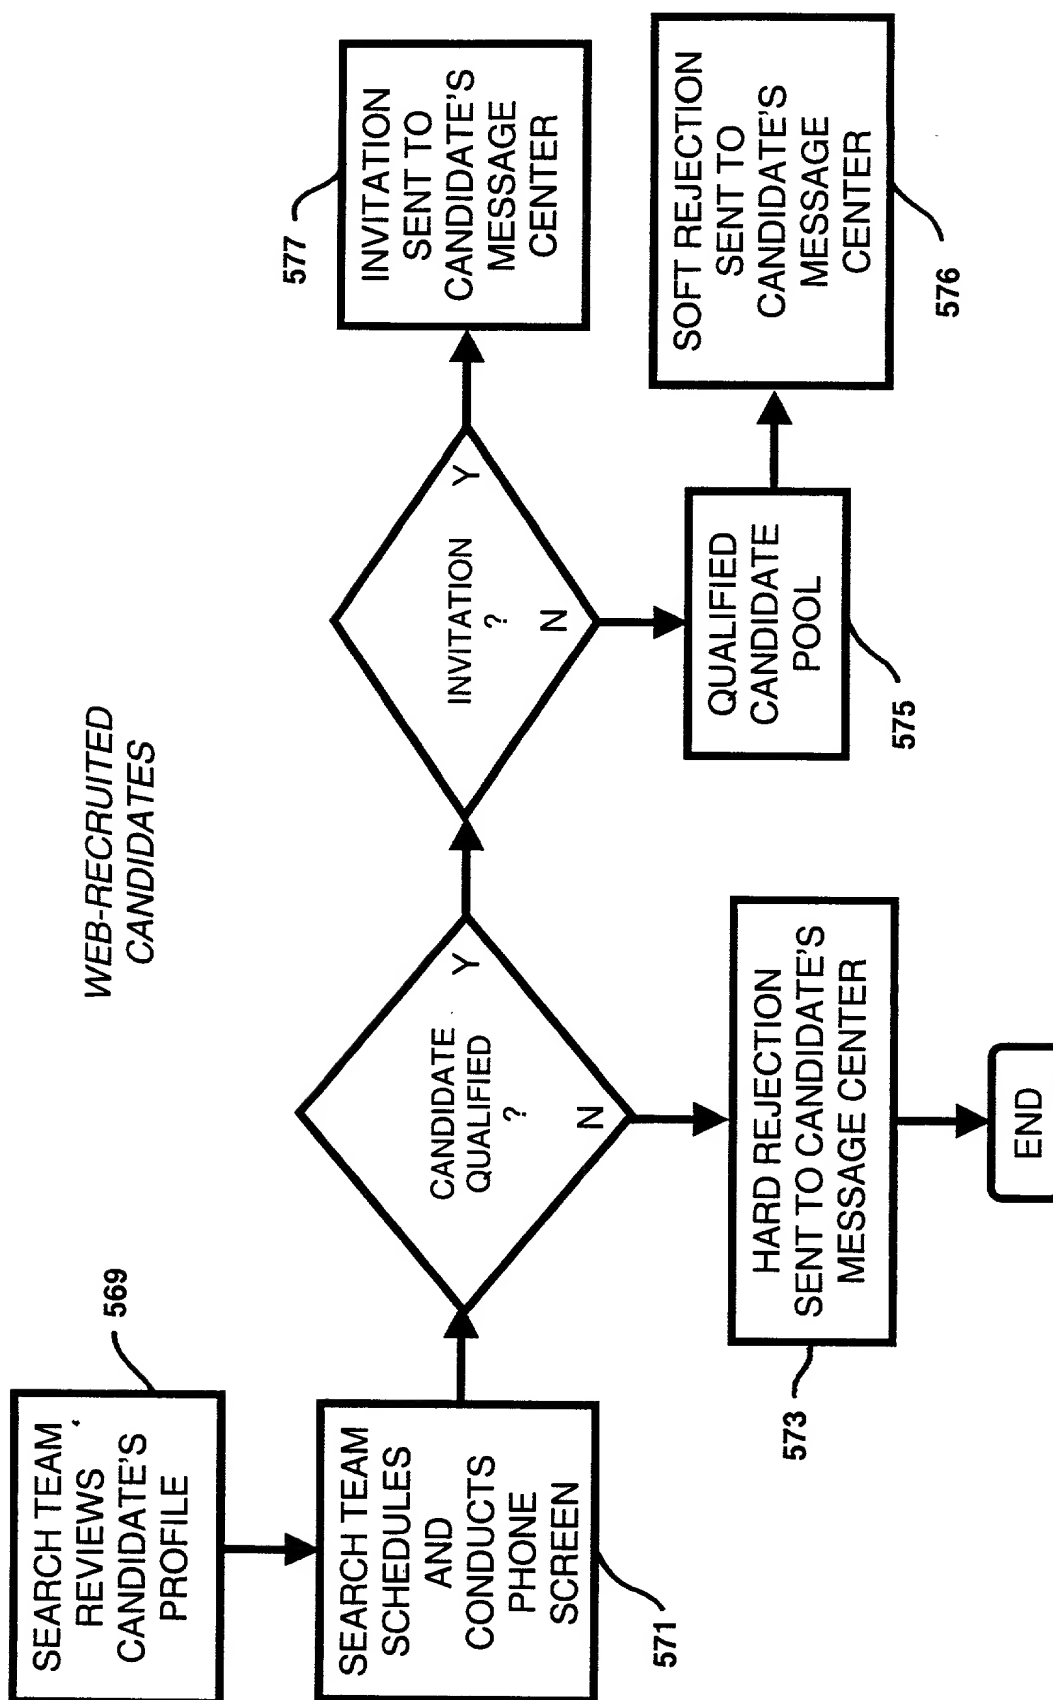 WEB-RECRUITED
CANDIDATES
SEARCH TEAM
REVIEWS
CANDIDATE'S
PROFILE
569
SEARCH TEAM
SCHEDULES
AND
CONDUCTS
PHONE
SCREEN
571
CANDIDATE
QUALIFIED
?
Y
N
HARD REJECTION
SENT TO CANDIDATE'S
MESSAGE CENTER
573
END
INVITATION
?
Y
N
INVITATION
SENT TO
CANDIDATE'S
MESSAGE
CENTER
577
QUALIFIED
CANDIDATE
POOL
575
SOFT REJECTION
SENT TO
CANDIDATE'S
MESSAGE
CENTER
576